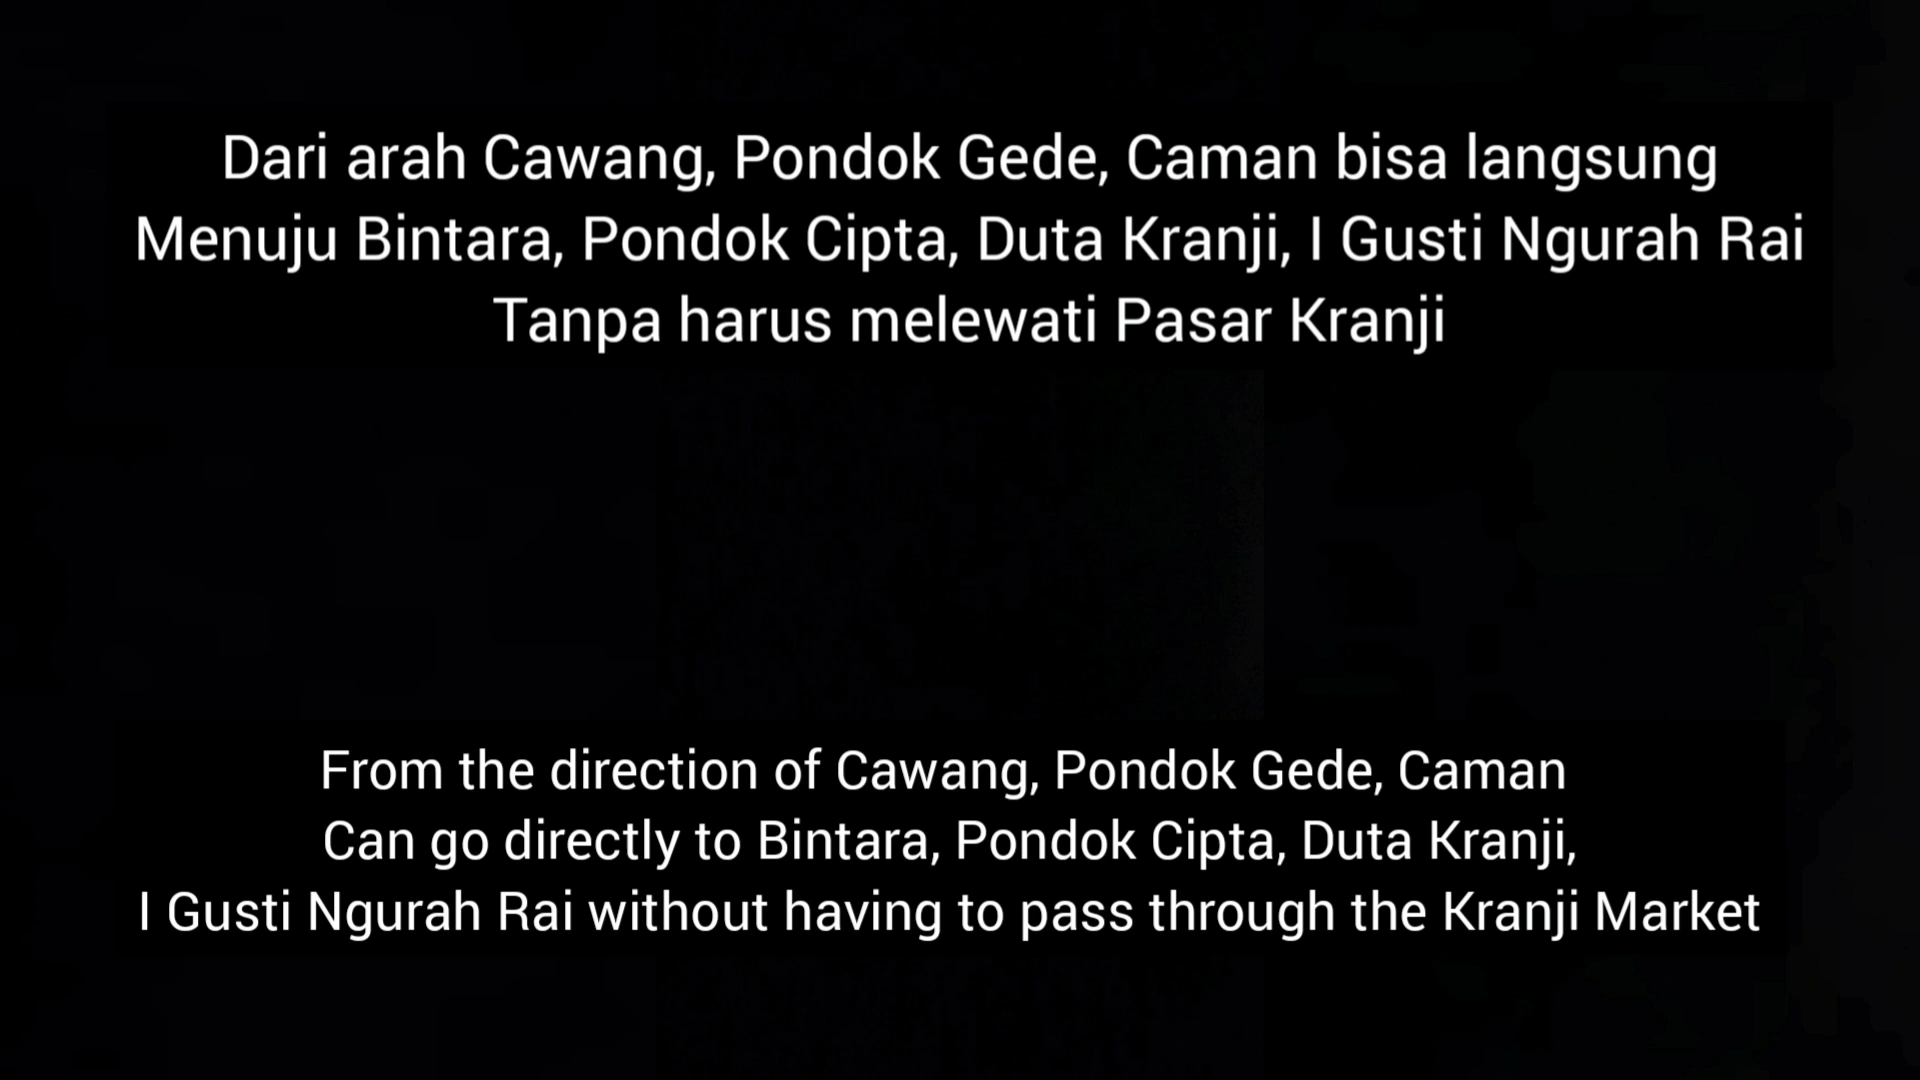 Dari arah Cawang, Pondok Gede, Caman bisa langsung
Menuju Bintara, Pondok Cipta, Duta Kranji, I Gusti Ngurah Rai
Tanpa harus melewati Pasar Kranji
From the direction of Cawang, Pondok Gede, Caman
Can go directly to Bintara, Pondok Cipta, Duta Kranji,
I Gusti Ngurah Rai without having to pass through the Kranji Market